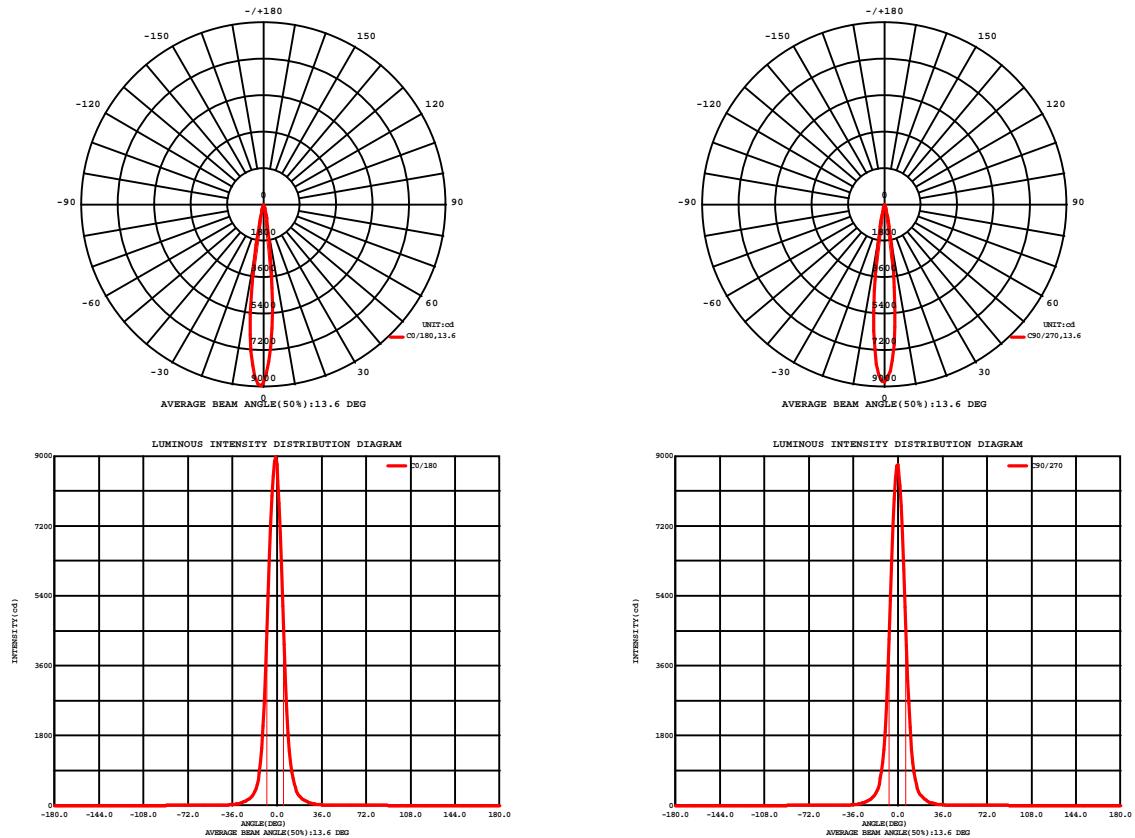 -/+180
-150
150
-120
120
-90
90
0
1800
3600
5400
7200
9000
-60
60
-30
30
0
UNIT:cd
C0/180,13.6
AVERAGE BEAM ANGLE(50%):13.6 DEG
-/+180
-150
150
-120
120
-90
90
0
1800
3600
5400
7200
9000
-60
60
-30
30
0
UNIT:cd
C90/270,13.6
AVERAGE BEAM ANGLE(50%):13.6 DEG
LUMINOUS INTENSITY DISTRIBUTION DIAGRAM
C0/180
9000
7200
5400
3600
1800
0
INTENSITY(cd)
-180.0 -144.0 -108.0 -72.0 -36.0 0.0 36.0 72.0 108.0 144.0 180.0
ANGLE(DEG)
AVERAGE BEAM ANGLE(50%):13.6 DEG
LUMINOUS INTENSITY DISTRIBUTION DIAGRAM
C90/270
9000
7200
5400
3600
1800
0
INTENSITY(cd)
-180.0 -144.0 -108.0 -72.0 -36.0 0.0 36.0 72.0 108.0 144.0 180.0
ANGLE(DEG)
AVERAGE BEAM ANGLE(50%):13.6 DEG